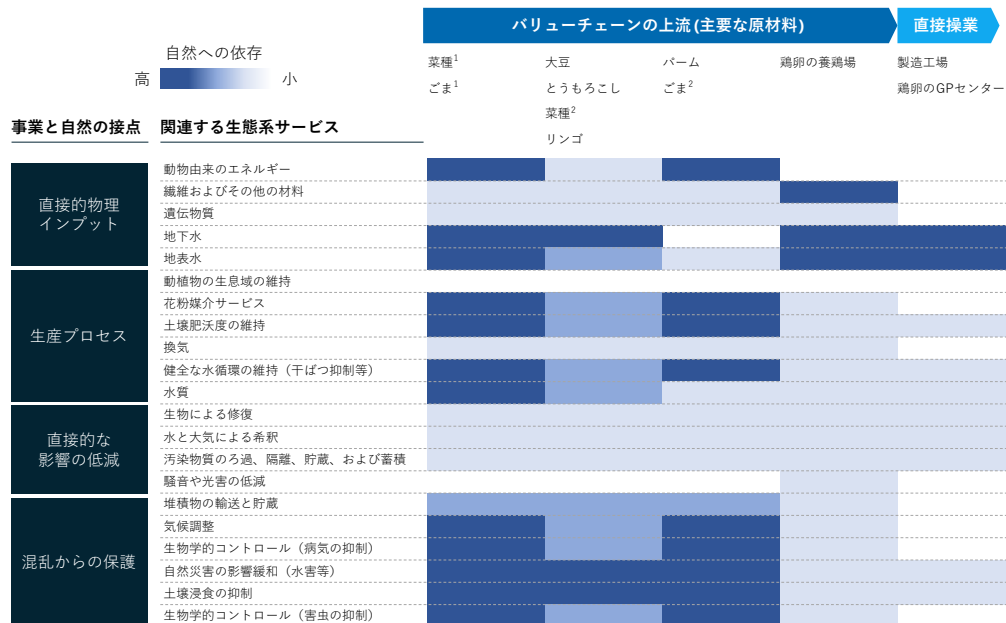 バリューチェーンの上流(主要な原材料)
直接操業
自然への依存
高
小
菜種1
ごま1
大豆
とうもろこし
菜種2
リンゴ
パーム
ごま2
鶏卵の養鶏場
製造工場
鶏卵のGPセンター
事業と自然の接点
関連する生態系サービス
直接的物理
インプット
動物由来のエネルギー
繊維およびその他の材料
遺伝物質
地下水
地表水
生産プロセス
動植物の生息域の維持
花粉媒介サービス
土壌肥沃度の維持
換気
健全な水循環の維持（干ばつ抑制等）
水質
直接的な
影響の低減
生物による修復
水と大気による希釈
汚染物質のろ過、隔離、貯蔵、および蓄積
騒音や光害の低減
混乱からの保護
堆積物の輸送と貯蔵
気候調整
生物学的コントロール（病気の抑制）
自然災害の影響緩和（水害等）
土壌浸食の抑制
生物学的コントロール（害虫の抑制）